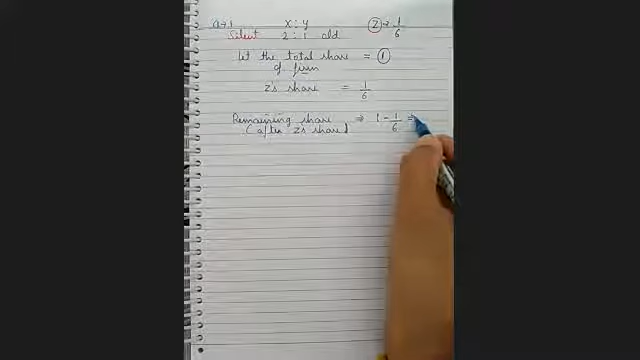 X : Y (Z) → 1/6
2 : 1 old
Let the total share = (1)
of firm
Z's share = 1/6
Remaining share ⇒ 1 - 1/6 ⇒
(after Z's share)